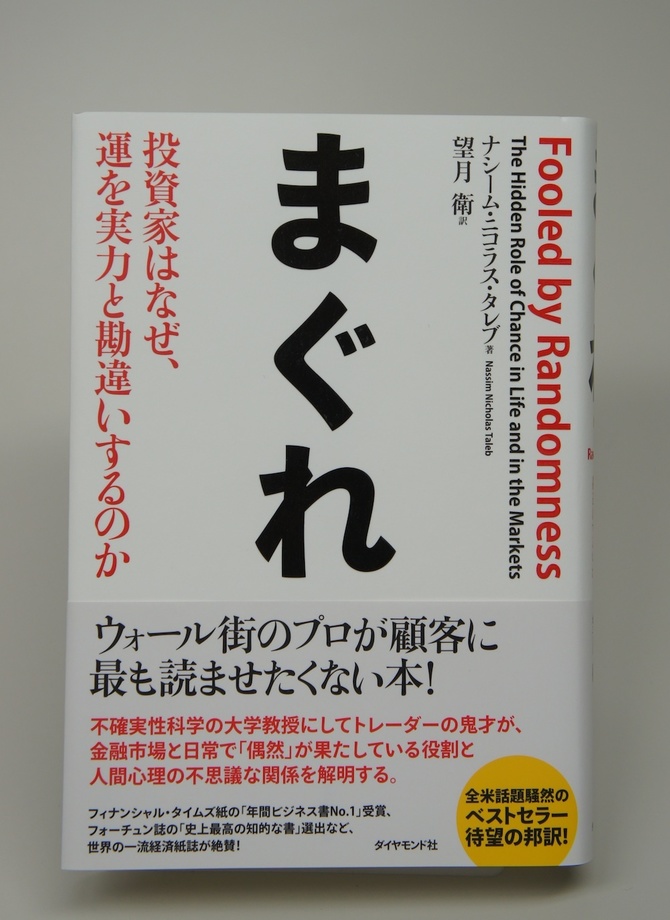 Fooled by Randomness
The Hidden Role of Chance in Life and in the Markets
ナシーム・ニコラス・タレブ 著 Nassim Nicholas Taleb
望月 衛 訳
まぐれ
投資家はなぜ、
運を実力と勘違いするのか
ウォール街のプロが顧客に
最も読ませたくない本!
不確実性科学の大学教授にしてトレーダーの鬼才が、
金融市場と日常で「偶然」が果たしている役割と
人間心理の不思議な関係を解明する。
フィナンシャル・タイムズ紙の「年間ビジネス書No.1」受賞、
フォーチュン誌の「史上最高の知的な書」選出など、
世界の一流経済紙誌が絶賛!
ダイヤモンド社
全米話題騒然の
ベストセラー
待望の邦訳!